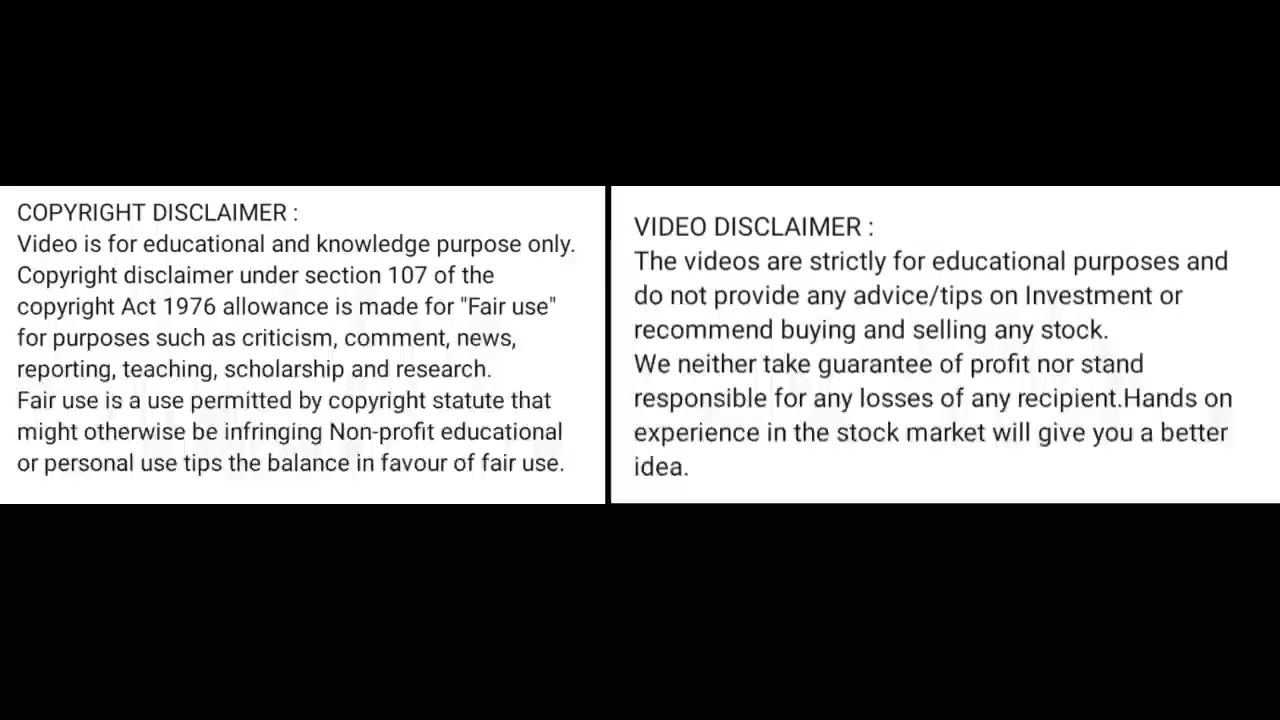 COPYRIGHT DISCLAIMER :
Video is for educational and knowledge purpose only.
Copyright disclaimer under section 107 of the
copyright Act 1976 allowance is made for "Fair use"
for purposes such as criticism, comment, news,
reporting, teaching, scholarship and research.
Fair use is a use permitted by copyright statute that
might otherwise be infringing Non-profit educational
or personal use tips the balance in favour of fair use.
VIDEO DISCLAIMER :
The videos are strictly for educational purposes and
do not provide any advice/tips on Investment or
recommend buying and selling any stock.
We neither take guarantee of profit nor stand
responsible for any losses of any recipient.Hands on
experience in the stock market will give you a better
idea.